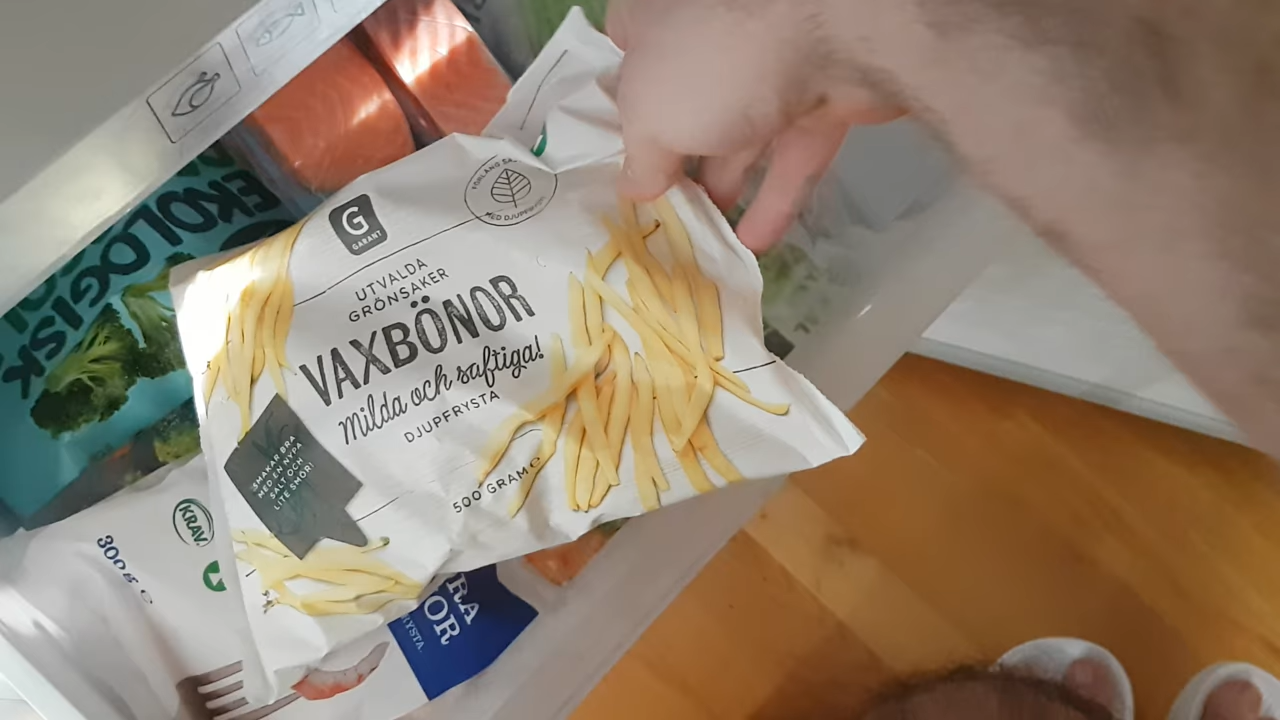 G
GARANT
UTVALDA
GRÖNSAKER
VAXBÖNOR
Milda och saftiga!
DJUPFRYSTA
500 GRAM ℮
SMAKAR BRA
MED EN NYPA
SALT OCH
LITE SMÖR!
EKOLOGISK
KRAV
300g ℮